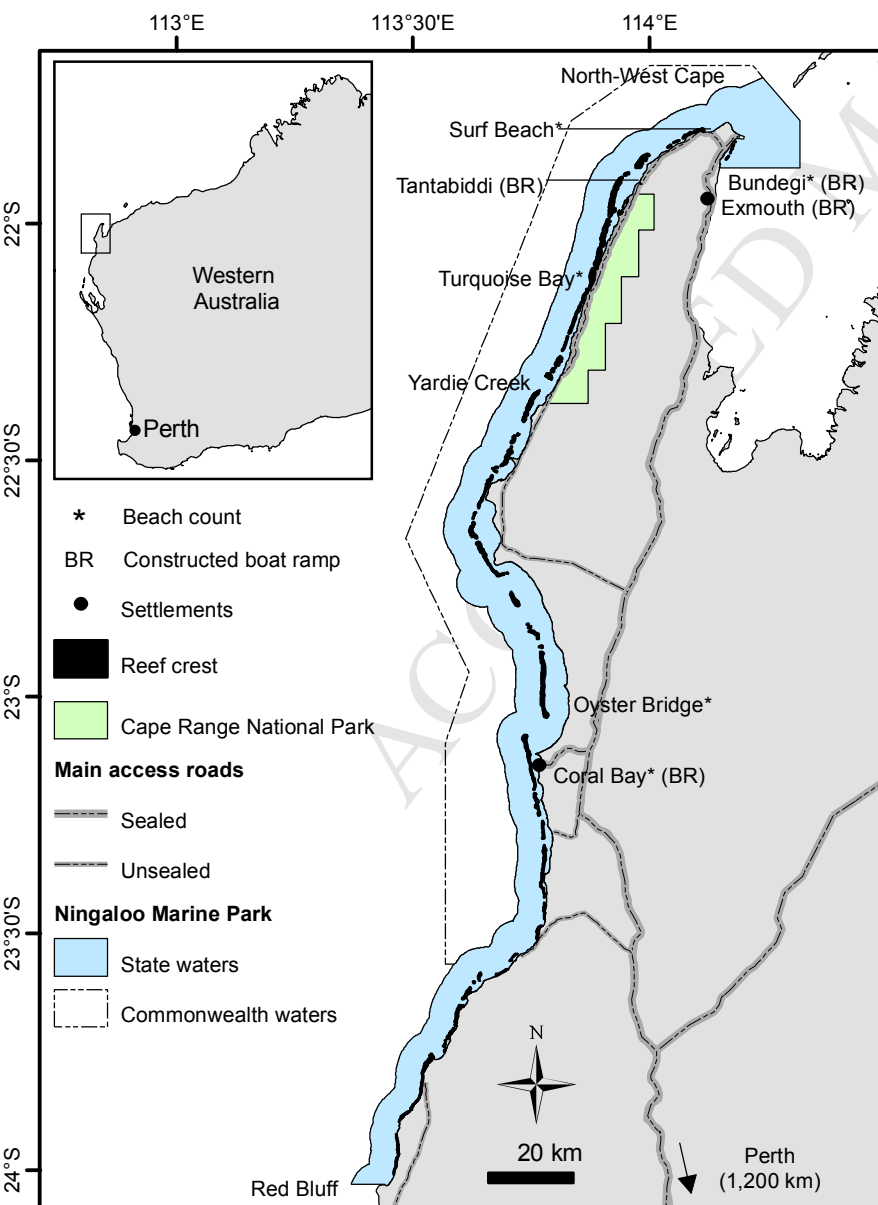 113°E
113°30'E
114°E
North-West Cape
Surf Beach*
Tantabiddi (BR)
Bundegi* (BR)
Exmouth (BR)
22°S
Western
Australia
Turquoise Bay*
Yardie Creek
Perth
22°30'S
* Beach count
BR Constructed boat ramp
Settlements
Reef crest
Cape Range National Park
Main access roads
Sealed
Unsealed
Ningaloo Marine Park
State waters
Commonwealth waters
23°S
Oyster Bridge*
Coral Bay* (BR)
23°30'S
N
20 km
Perth
(1,200 km)
24°S
Red Bluff
ACC
ED M